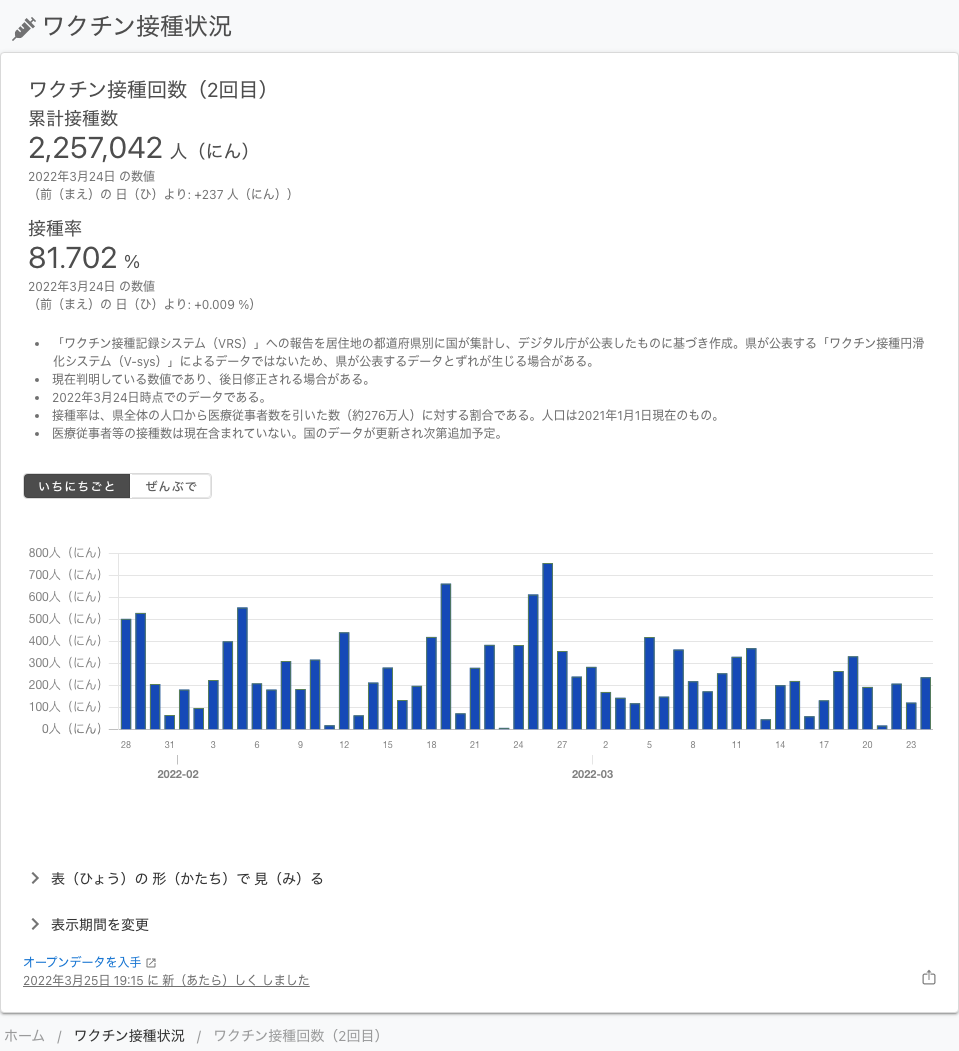 ワクチン接種状況
ワクチン接種回数（2回目）
累計接種数
2,257,042 人（にん）
2022年3月24日 の数値
（前（まえ）の 日（ひ）より: +237 人（にん））
接種率
81.702 %
2022年3月24日 の数値
（前（まえ）の 日（ひ）より: +0.009 %）
• 「ワクチン接種記録システム（VRS）」への報告を居住地の都道府県別に国が集計し、デジタル庁が公表したものに基づき作成。県が公表する「ワクチン接種円滑
化システム（V-sys）」によるデータではないため、県が公表するデータとずれが生じる場合がある。
• 現在判明している数値であり、後日修正される場合がある。
• 2022年3月24日時点でのデータである。
• 接種率は、県全体の人口から医療従事者数を引いた数（約276万人）に対する割合である。人口は2021年1月1日現在のもの。
• 医療従事者等の接種数は現在含まれていない。国のデータが更新され次第追加予定。
いちにちごと ぜんぶで
800人（にん）
700人（にん）
600人（にん）
500人（にん）
400人（にん）
300人（にん）
200人（にん）
100人（にん）
0人（にん）
28 31 3 6 9 12 15 18 21 24 27 2 5 8 11 14 17 20 23
2022-02 2022-03
表（ひょう）の 形（かたち）で 見（み）る
表示期間を変更
オープンデータを入手
2022年3月25日 19:15 に 新（あたら）しく しました
ホーム / ワクチン接種状況 / ワクチン接種回数（2回目）